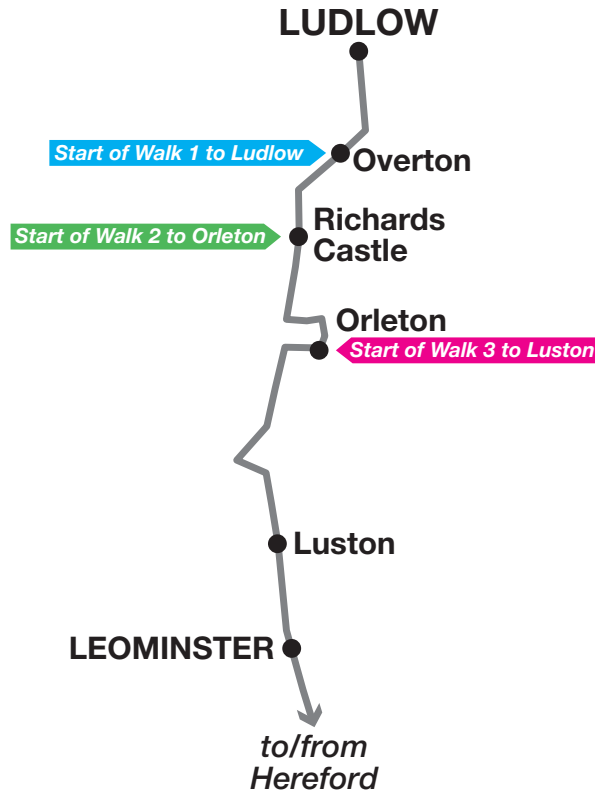 LUDLOW
Start of Walk 1 to Ludlow
Overton
Richards
Castle
Start of Walk 2 to Orleton
Orleton
Start of Walk 3 to Luston
Luston
LEOMINSTER
to/from
Hereford